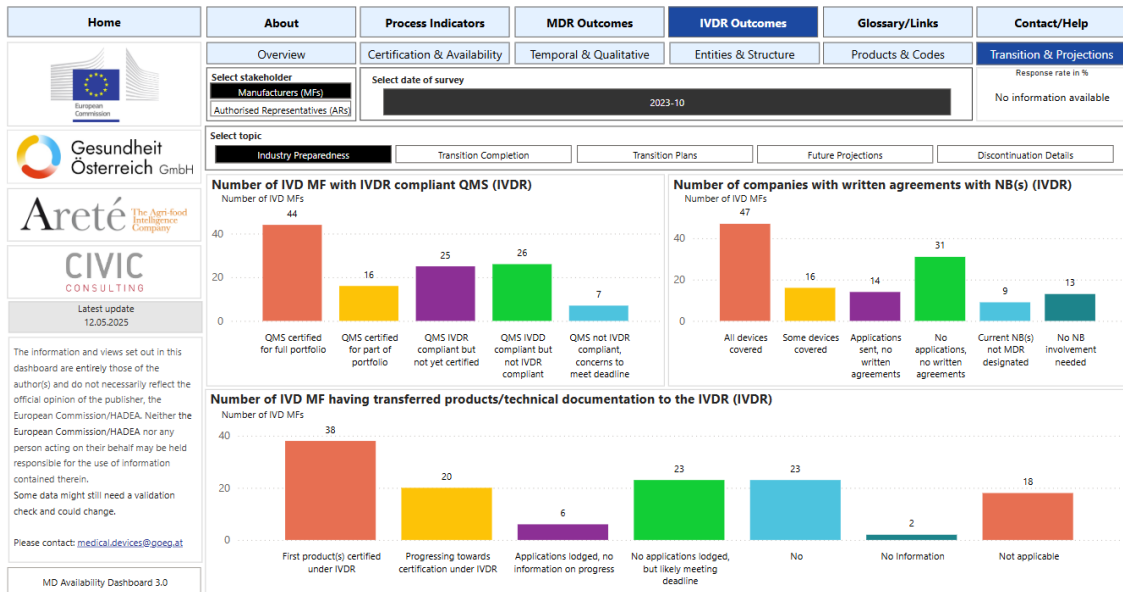 Home
About
Process Indicators
MDR Outcomes
IVDR Outcomes
Glossary/Links
Contact/Help
Overview
Certification & Availability
Temporal & Qualitative
Entities & Structure
Products & Codes
Transition & Projections
European
Commission
Gesundheit
Österreich GmbH
Areté The Agri-food
Intelligence
Company
CIVIC
CONSULTING
Latest update
12.05.2025
The information and views set out in this
dashboard are entirely those of the
author(s) and do not necessarily reflect the
official opinion of the publisher, the
European Commission/HADEA. Neither the
European Commission/HADEA nor any
person acting on their behalf may be held
responsible for the use of information
contained therein.
Some data might still need a validation
check and could change.
Please contact: medical.devices@goeg.at
MD Availability Dashboard 3.0
Select stakeholder
Manufacturers (MFs)
Authorised Representatives (ARs)
Select date of survey
2023-10
Response rate in %
No information available
Select topic
Industry Preparedness
Transition Completion
Transition Plans
Future Projections
Discontinuation Details
Number of IVD MF with IVDR compliant QMS (IVDR)
Number of IVD MFs
40
20
0
44
16
25
26
7
QMS certified
for full portfolio
QMS certified
for part of
portfolio
QMS IVDR
compliant but
not yet certified
QMS IVDD
compliant but
not IVDR
compliant
QMS not IVDR
compliant,
concerns to
meet deadline
Number of companies with written agreements with NB(s) (IVDR)
Number of IVD MFs
40
20
0
47
16
14
31
9
13
All devices
covered
Some devices
covered
Applications
sent, no
written
agreements
No
applications,
no written
agreements
Current NB(s)
not MDR
designated
No NB
involvement
needed
Number of IVD MF having transferred products/technical documentation to the IVDR (IVDR)
Number of IVD MFs
40
20
0
38
20
6
23
23
2
18
First product(s) certified
under IVDR
Progressing towards
certification under IVDR
Applications lodged, no
information on progress
No applications lodged,
but likely meeting
deadline
No
No Information
Not applicable